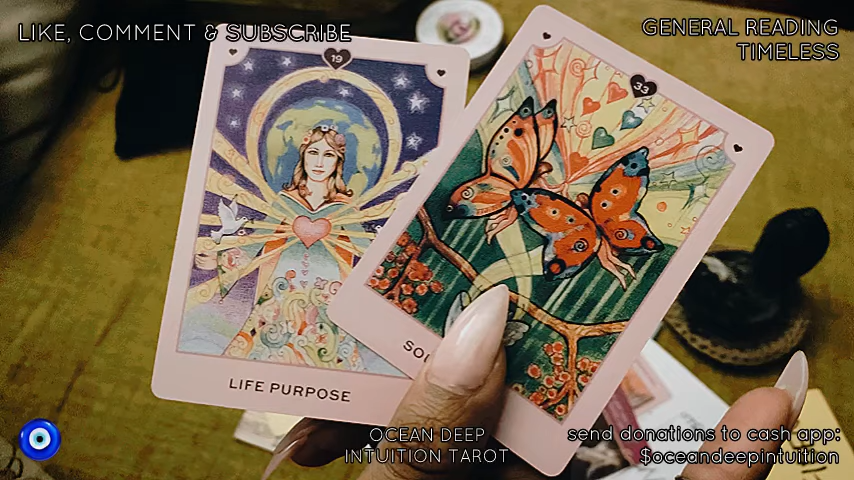 LIKE, COMMENT & SUBSCRIBE
GENERAL READING
TIMELESS
19
33
LIFE PURPOSE
OCEAN DEEP
INTUITION TAROT
send donations to cash app:
$oceandeepintuition